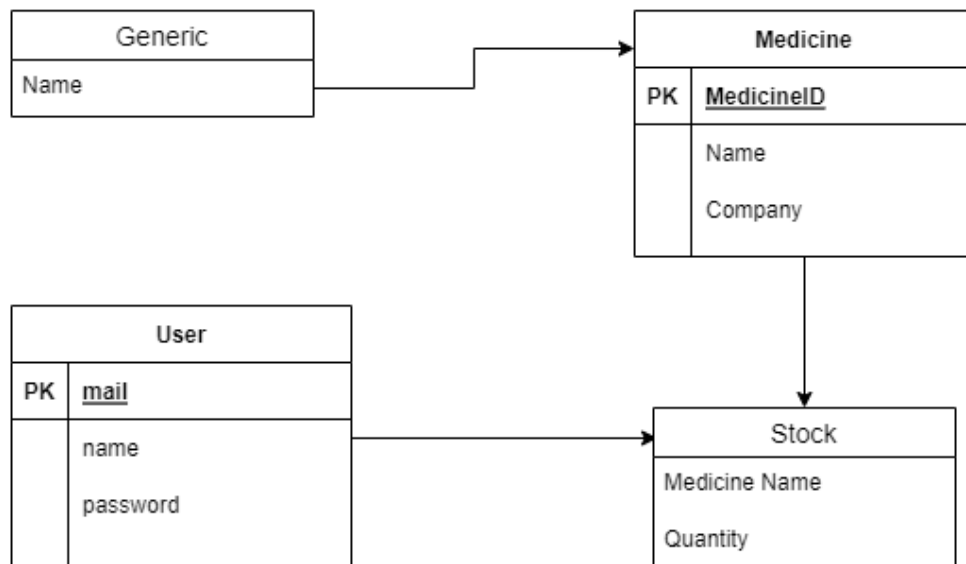 Generic
Name
Medicine
PK MedicineID
Name
Company
User
PK mail
name
password
Stock
Medicine Name
Quantity